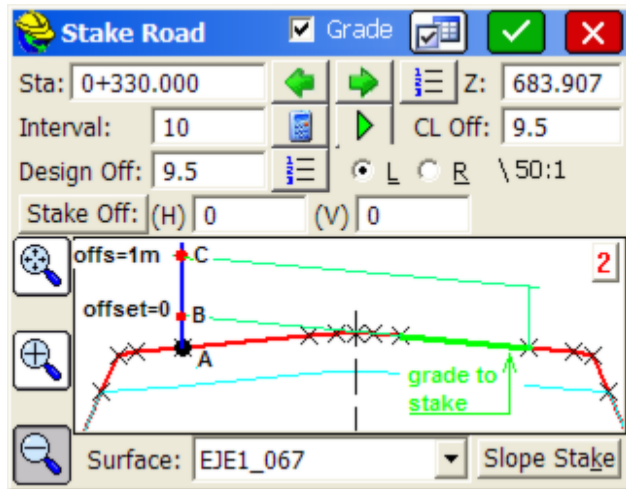 Stake Road Grade
Sta: 0+330.000 Z: 683.907
Interval: 10 CL Off: 9.5
Design Off: 9.5 L R \ 50:1
Stake Off: (H) 0 (V) 0
offs=1m C 2
offset=0 B
A
grade to
stake
Surface: EJE1_067 Slope Stake